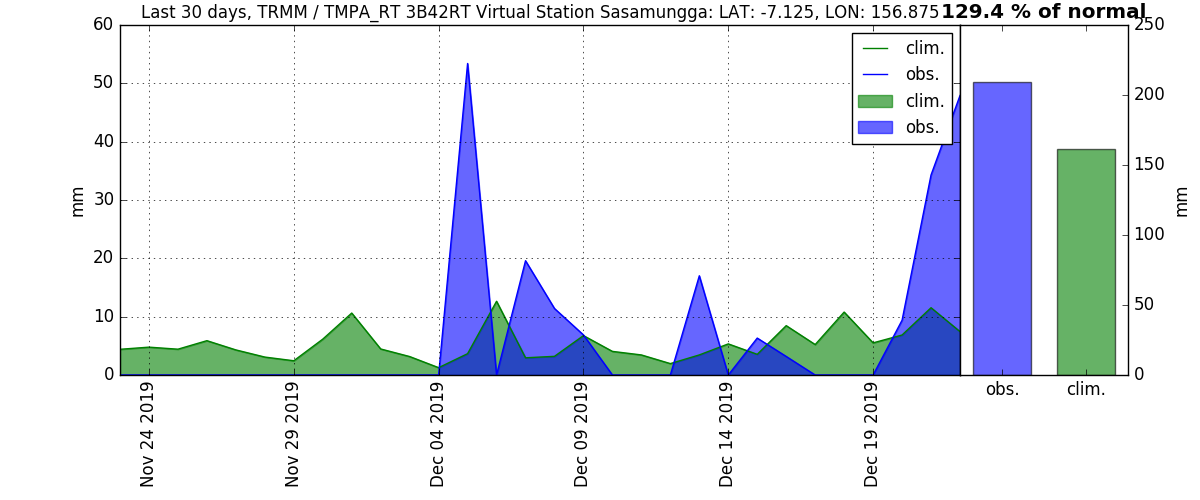 Last 30 days, TRMM / TMPA_RT 3B42RT Virtual Station Sasamungga: LAT: -7.125, LON: 156.875
129.4 % of normal
60
50
40
30
20
10
0
mm
clim.
obs.
clim.
obs.
250
200
150
100
50
0
mm
obs.
clim.
Nov 24 2019
Nov 29 2019
Dec 04 2019
Dec 09 2019
Dec 14 2019
Dec 19 2019